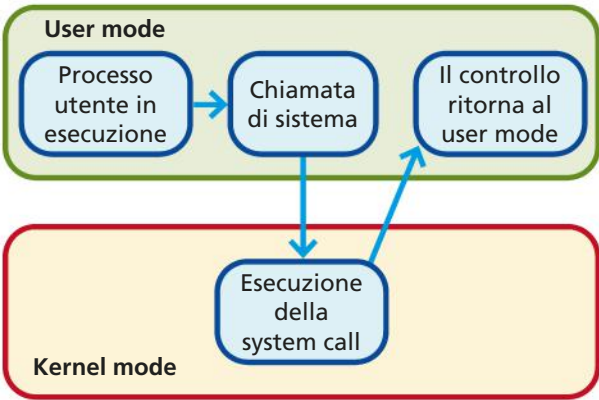 User mode
Processo
utente in
esecuzione
Chiamata
di sistema
Il controllo
ritorna al
user mode
Esecuzione
della
system call
Kernel mode